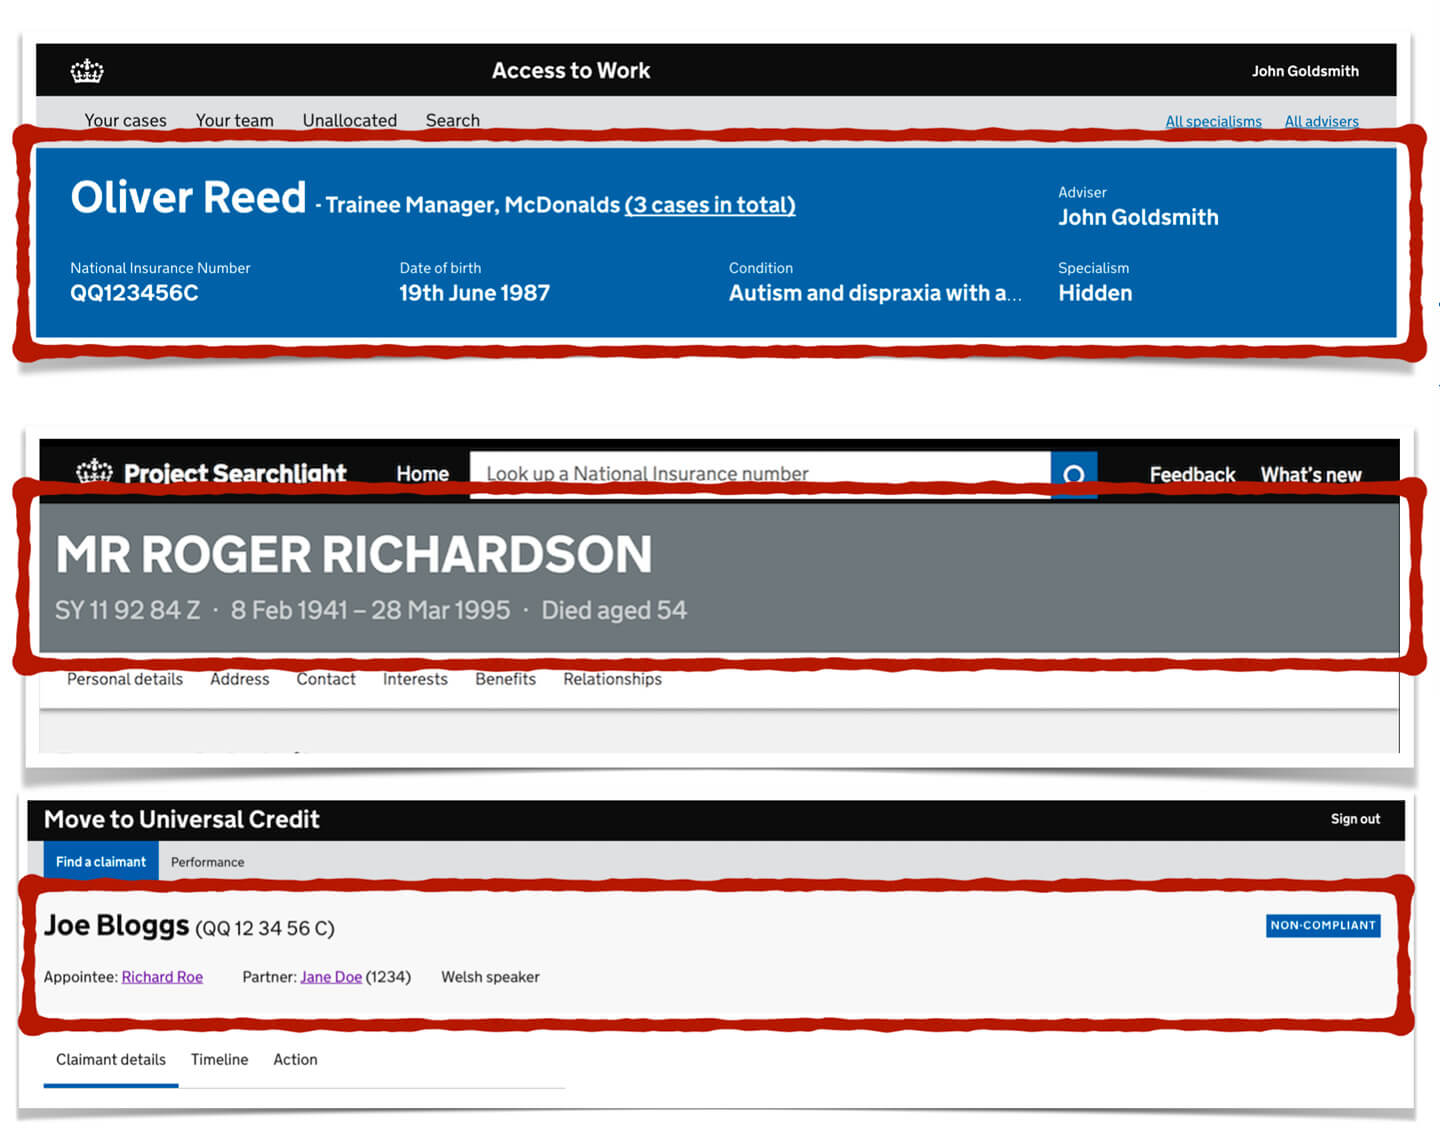 Access to Work John Goldsmith
Your cases Your team Unallocated Search All specialisms All advisers
Oliver Reed - Trainee Manager, McDonalds (3 cases in total)
Adviser
John Goldsmith
National Insurance Number Date of birth Condition Specialism
QQ123456C 19th June 1987 Autism and dispraxia with a... Hidden
Project Searchlight Home Look up a National Insurance number Feedback What's new
MR ROGER RICHARDSON
SY 11 92 84 Z · 8 Feb 1941 – 28 Mar 1995 · Died aged 54
Personal details Address Contact Interests Benefits Relationships
Move to Universal Credit Sign out
Find a claimant Performance
Joe Bloggs (QQ 12 34 56 C) NON-COMPLIANT
Appointee: Richard Roe Partner: Jane Doe (1234) Welsh speaker
Claimant details Timeline Action